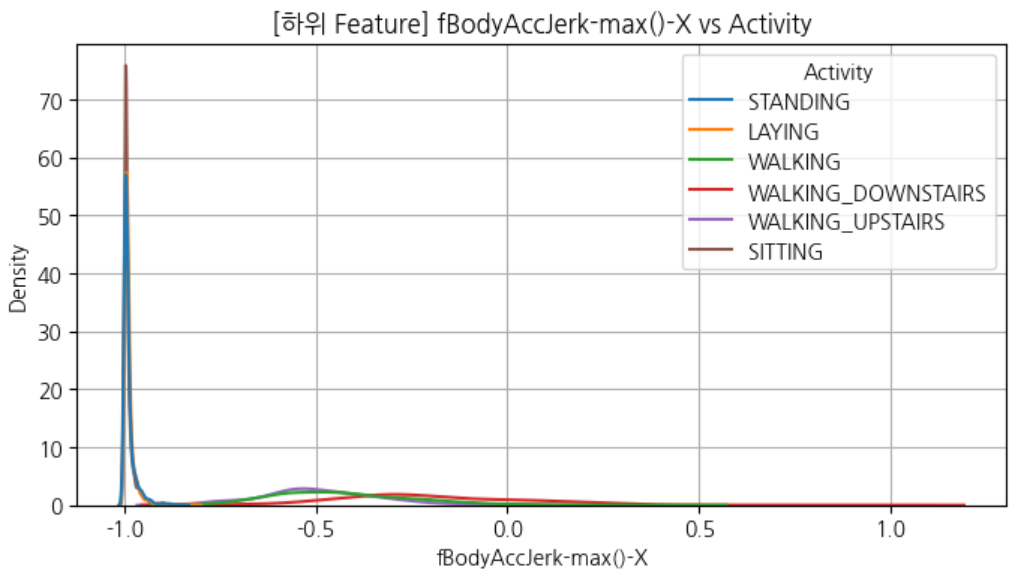 [하위 Feature] fBodyAccJerk-max()-X vs Activity
Activity
STANDING
LAYING
WALKING
WALKING_DOWNSTAIRS
WALKING_UPSTAIRS
SITTING
Density
70
60
50
40
30
20
10
0
-1.0
-0.5
0.0
0.5
1.0
fBodyAccJerk-max()-X